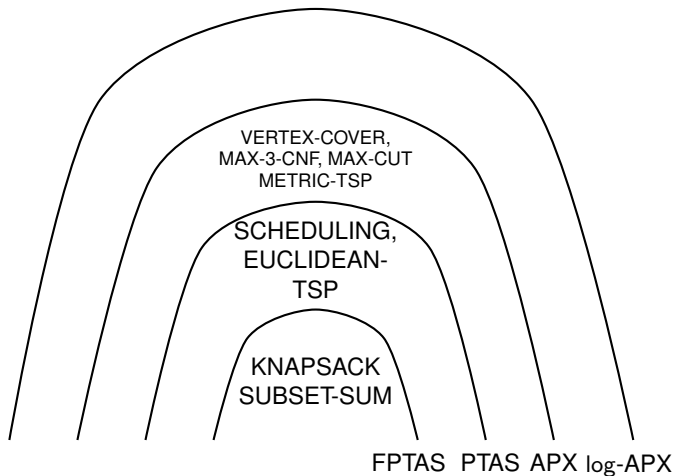 VERTEX-COVER,
MAX-3-CNF, MAX-CUT
METRIC-TSP
SCHEDULING,
EUCLIDEAN-
TSP
KNAPSACK
SUBSET-SUM
FPTAS PTAS APX log-APX